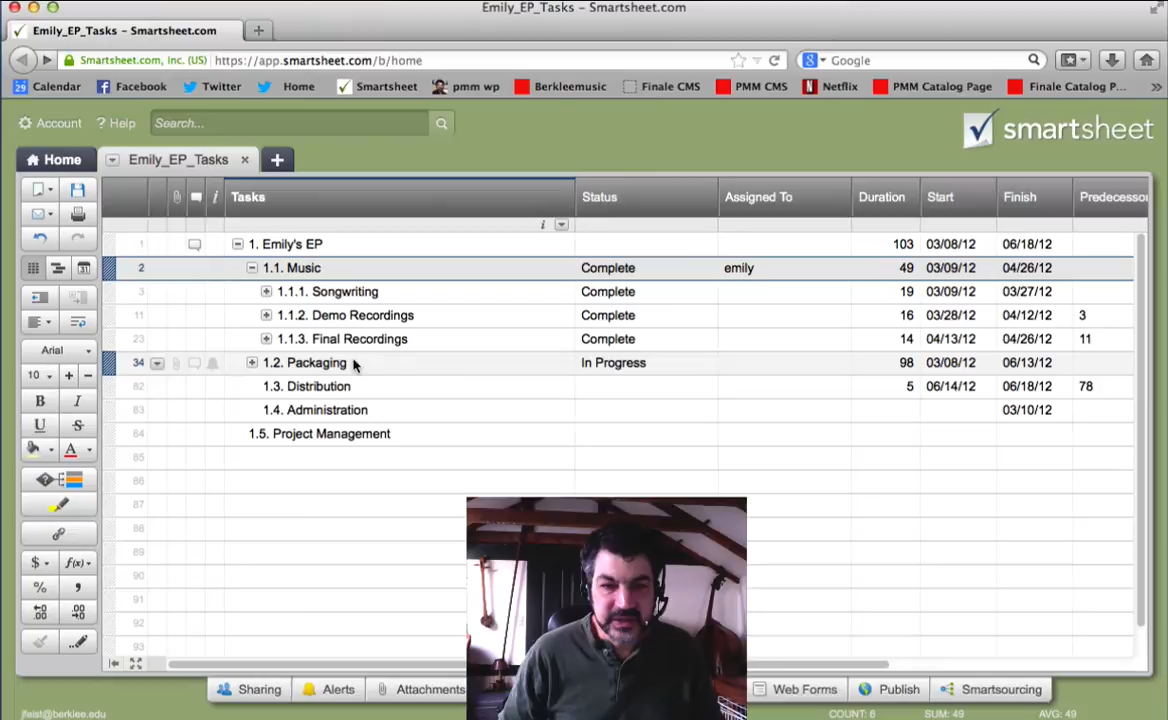 Emily_EP_Tasks – Smartsheet.com
Emily_EP_Tasks – Smartsheet.com
Smartsheet.com, Inc. (US) https://app.smartsheet.com/b/home Google
29 Calendar Facebook Twitter Home Smartsheet pmm wp Berkleemusic Finale CMS PMM CMS Netflix PMM Catalog Page Finale Catalog P... »
Account ? Help Search... smartsheet
Home Emily_EP_Tasks × +
Tasks Status Assigned To Duration Start Finish Predecessor
1 1. Emily's EP 103 03/08/12 06/18/12
2 1.1. Music Complete emily 49 03/09/12 04/26/12
3 1.1.1. Songwriting Complete 19 03/09/12 03/27/12
11 1.1.2. Demo Recordings Complete 16 03/28/12 04/12/12 3
23 1.1.3. Final Recordings Complete 14 04/13/12 04/26/12 11
34 1.2. Packaging In Progress 98 03/08/12 06/13/12
82 1.3. Distribution 5 06/14/12 06/18/12 78
83 1.4. Administration 03/10/12
84 1.5. Project Management
85
86
87
88
89
90
91
92
93
Arial
10 + −
B I
U S
A
$ f(x)
% ,
.00 .00
Sharing Alerts Attachments Web Forms Publish Smartsourcing
jfeist@berklee.edu COUNT: 6 SUM: 49 AVG: 49